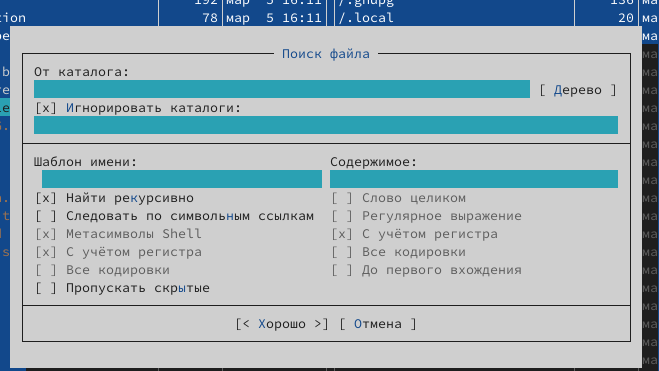 192 мар 5 16:11 /.gnupg 136
tion 78 мар 5 16:11 /.local 20 ма
Поиск файла
От каталога:
[ Дерево ]
[x] Игнорировать каталоги:
Шаблон имени: Содержимое:
[x] Найти рекурсивно [ ] Слово целиком
[ ] Следовать по символьным ссылкам [ ] Регулярное выражение
[x] Метасимволы Shell [x] С учётом регистра
[x] С учётом регистра [ ] Все кодировки
[ ] Все кодировки [ ] До первого вхождения
[ ] Пропускать скрытые
[< Хорошо >] [ Отмена ]